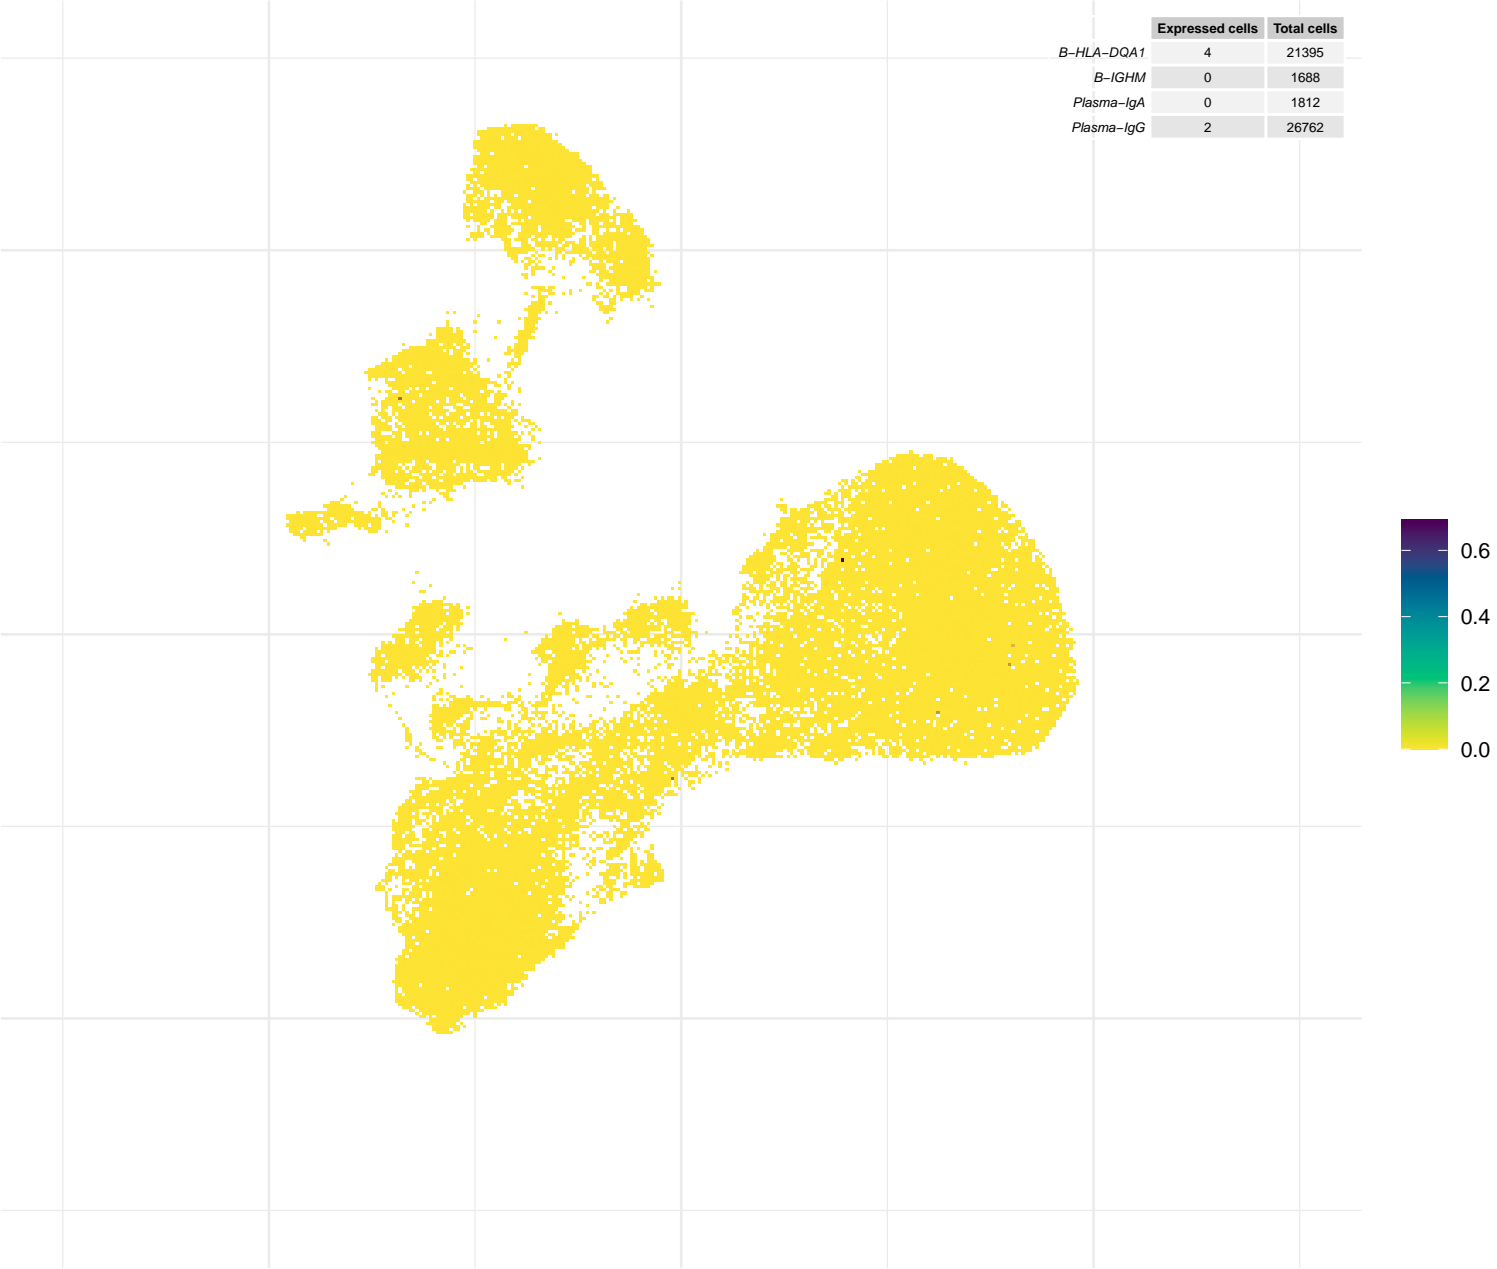 Expressed cells Total cells
B−HLA−DQA1 4 21395
B−IGHM 0 1688
Plasma−IgA 0 1812
Plasma−IgG 2 26762
0.6
0.4
0.2
0.0